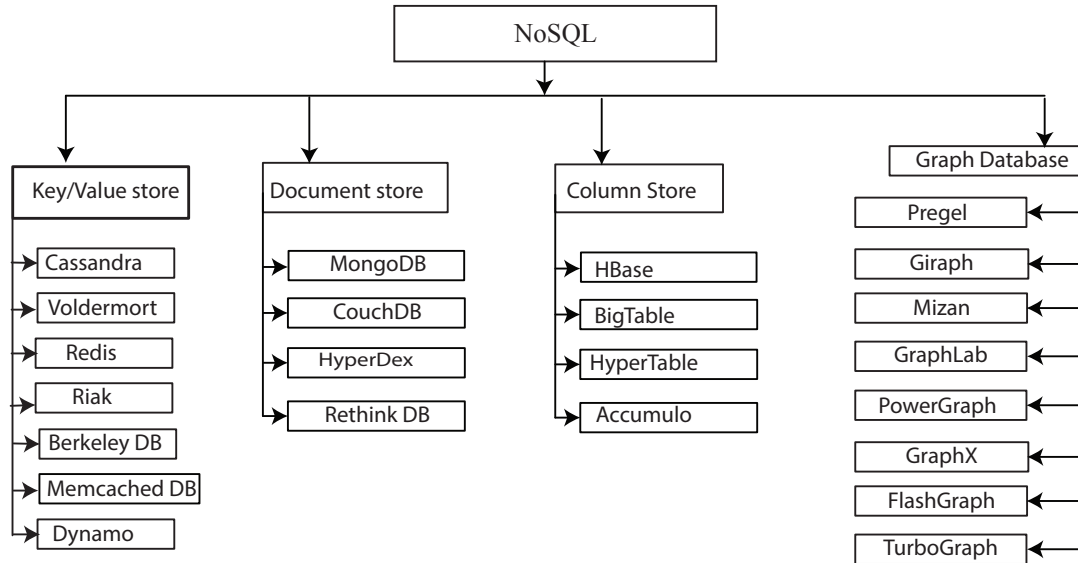 NoSQL
Key/Value store
Cassandra
Voldermort
Redis
Riak
Berkeley DB
Memcached DB
Dynamo
Document store
MongoDB
CouchDB
HyperDex
Rethink DB
Column Store
HBase
BigTable
HyperTable
Accumulo
Graph Database
Pregel
Giraph
Mizan
GraphLab
PowerGraph
GraphX
FlashGraph
TurboGraph